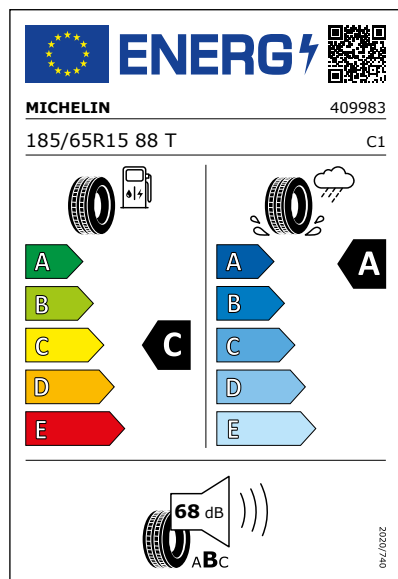 ENERG
MICHELIN 409983
185/65R15 88 T C1
A A
A
B B
C C
C
D D
E E
68 dB
ABC
2020/740